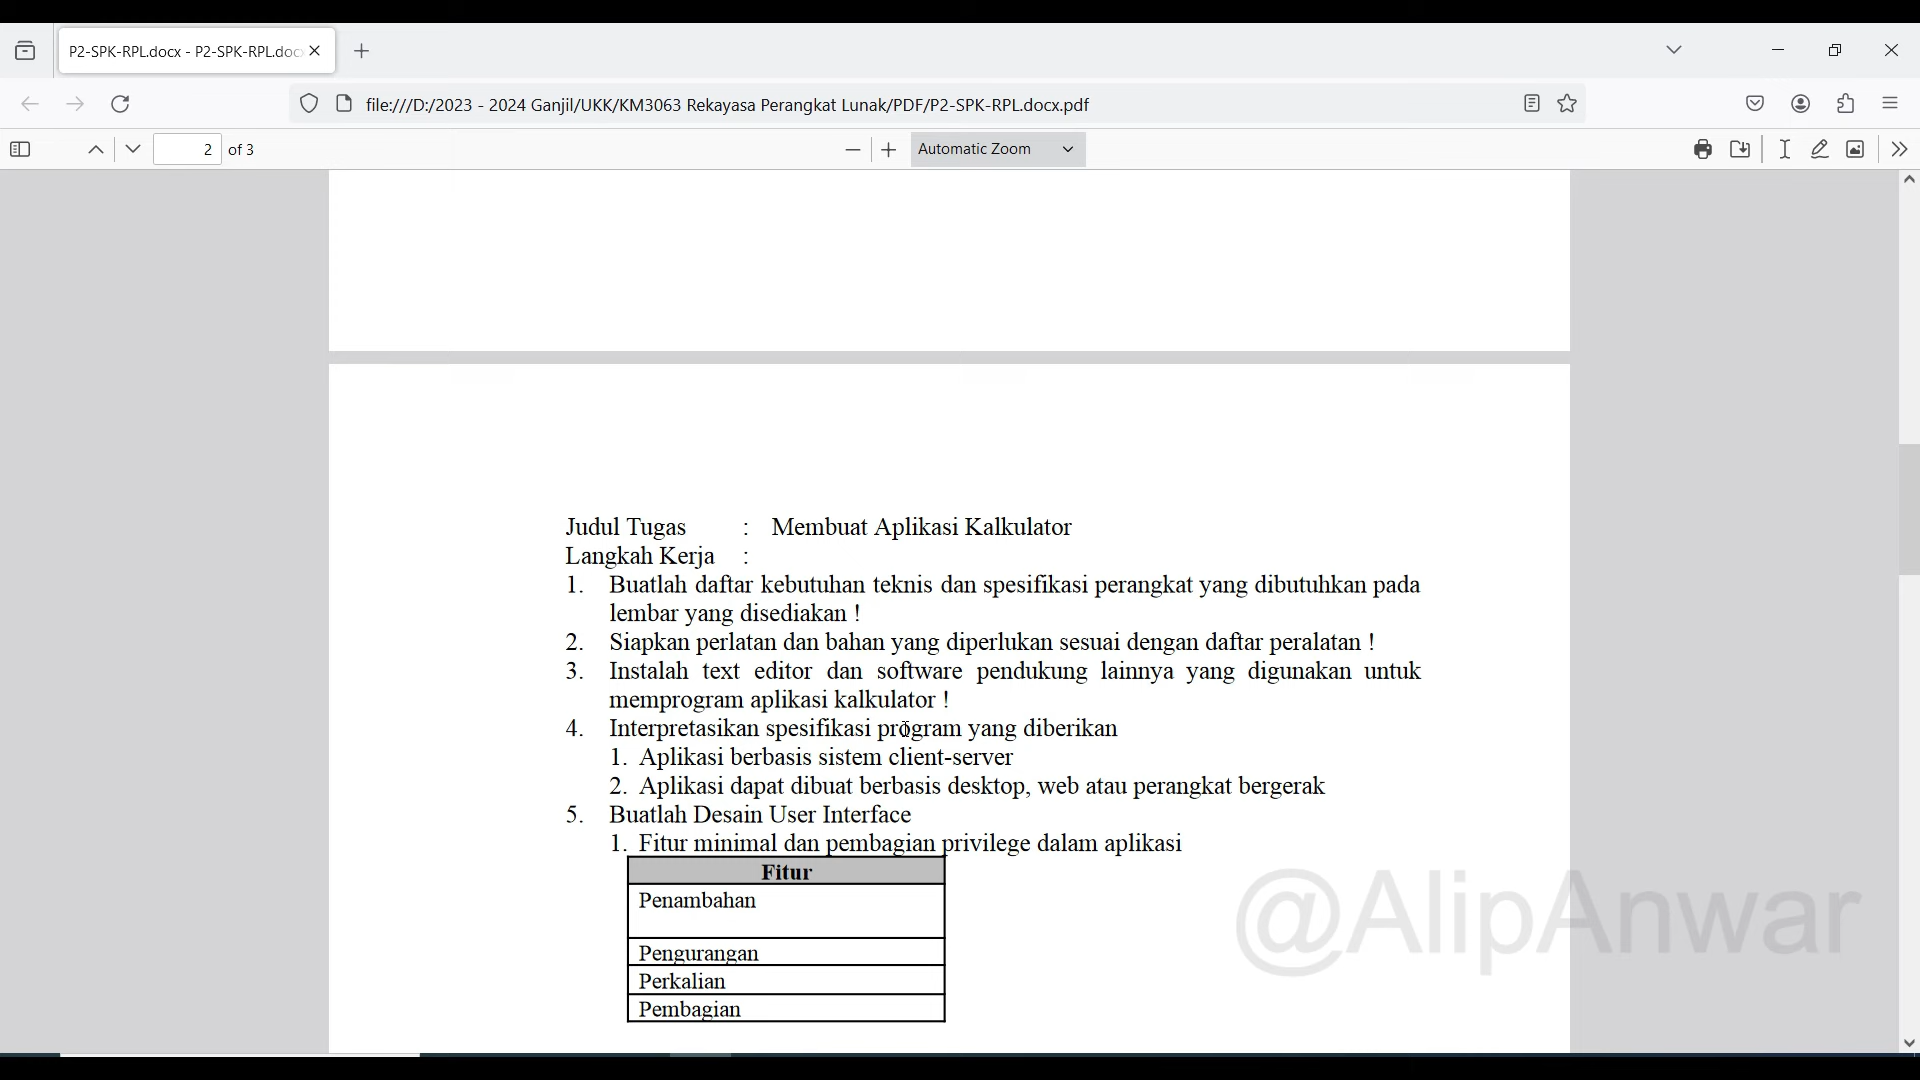 P2-SPK-RPL.docx - P2-SPK-RPL.doc
file:///D:/2023 - 2024 Ganjil/UKK/KM3063 Rekayasa Perangkat Lunak/PDF/P2-SPK-RPL.docx.pdf
2 of 3
Automatic Zoom
Judul Tugas : Membuat Aplikasi Kalkulator
Langkah Kerja :
1. Buatlah daftar kebutuhan teknis dan spesifikasi perangkat yang dibutuhkan pada
lembar yang disediakan !
2. Siapkan perlatan dan bahan yang diperlukan sesuai dengan daftar peralatan !
3. Instalah text editor dan software pendukung lainnya yang digunakan untuk
memprogram aplikasi kalkulator !
4. Interpretasikan spesifikasi program yang diberikan
1. Aplikasi berbasis sistem client-server
2. Aplikasi dapat dibuat berbasis desktop, web atau perangkat bergerak
5. Buatlah Desain User Interface
1. Fitur minimal dan pembagian privilege dalam aplikasi
Fitur
Penambahan
Pengurangan
Perkalian
Pembagian
@AlipAnwar